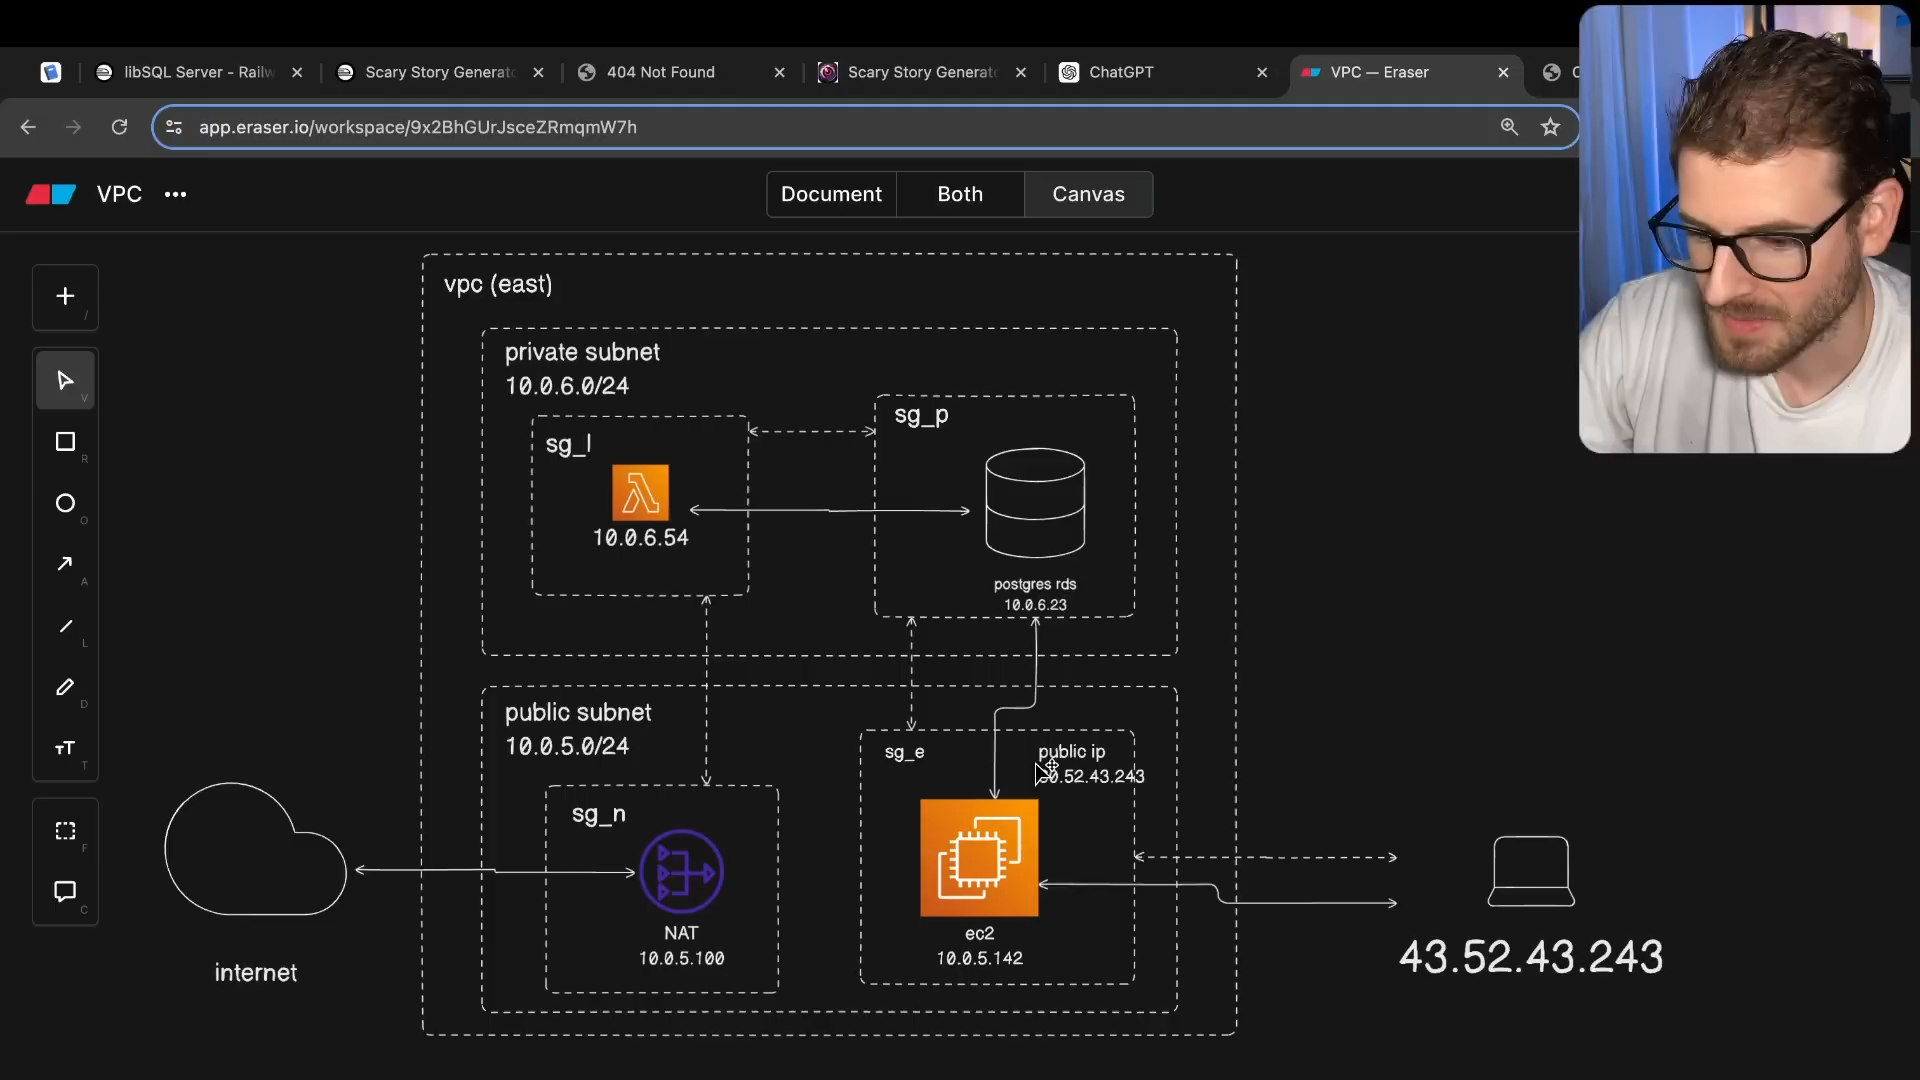 libSQL Server - Railw
Scary Story Generato
404 Not Found
Scary Story Generato
ChatGPT
VPC — Eraser
C
app.eraser.io/workspace/9x2BhGUrJsceZRmqmW7h
VPC
Document
Both
Canvas
/
V
R
O
A
L
D
T
F
C
vpc (east)
private subnet
10.0.6.0/24
sg_l
10.0.6.54
sg_p
postgres rds
10.0.6.23
public subnet
10.0.5.0/24
sg_n
NAT
10.0.5.100
sg_e
public ip
0.52.43.243
ec2
10.0.5.142
internet
43.52.43.243